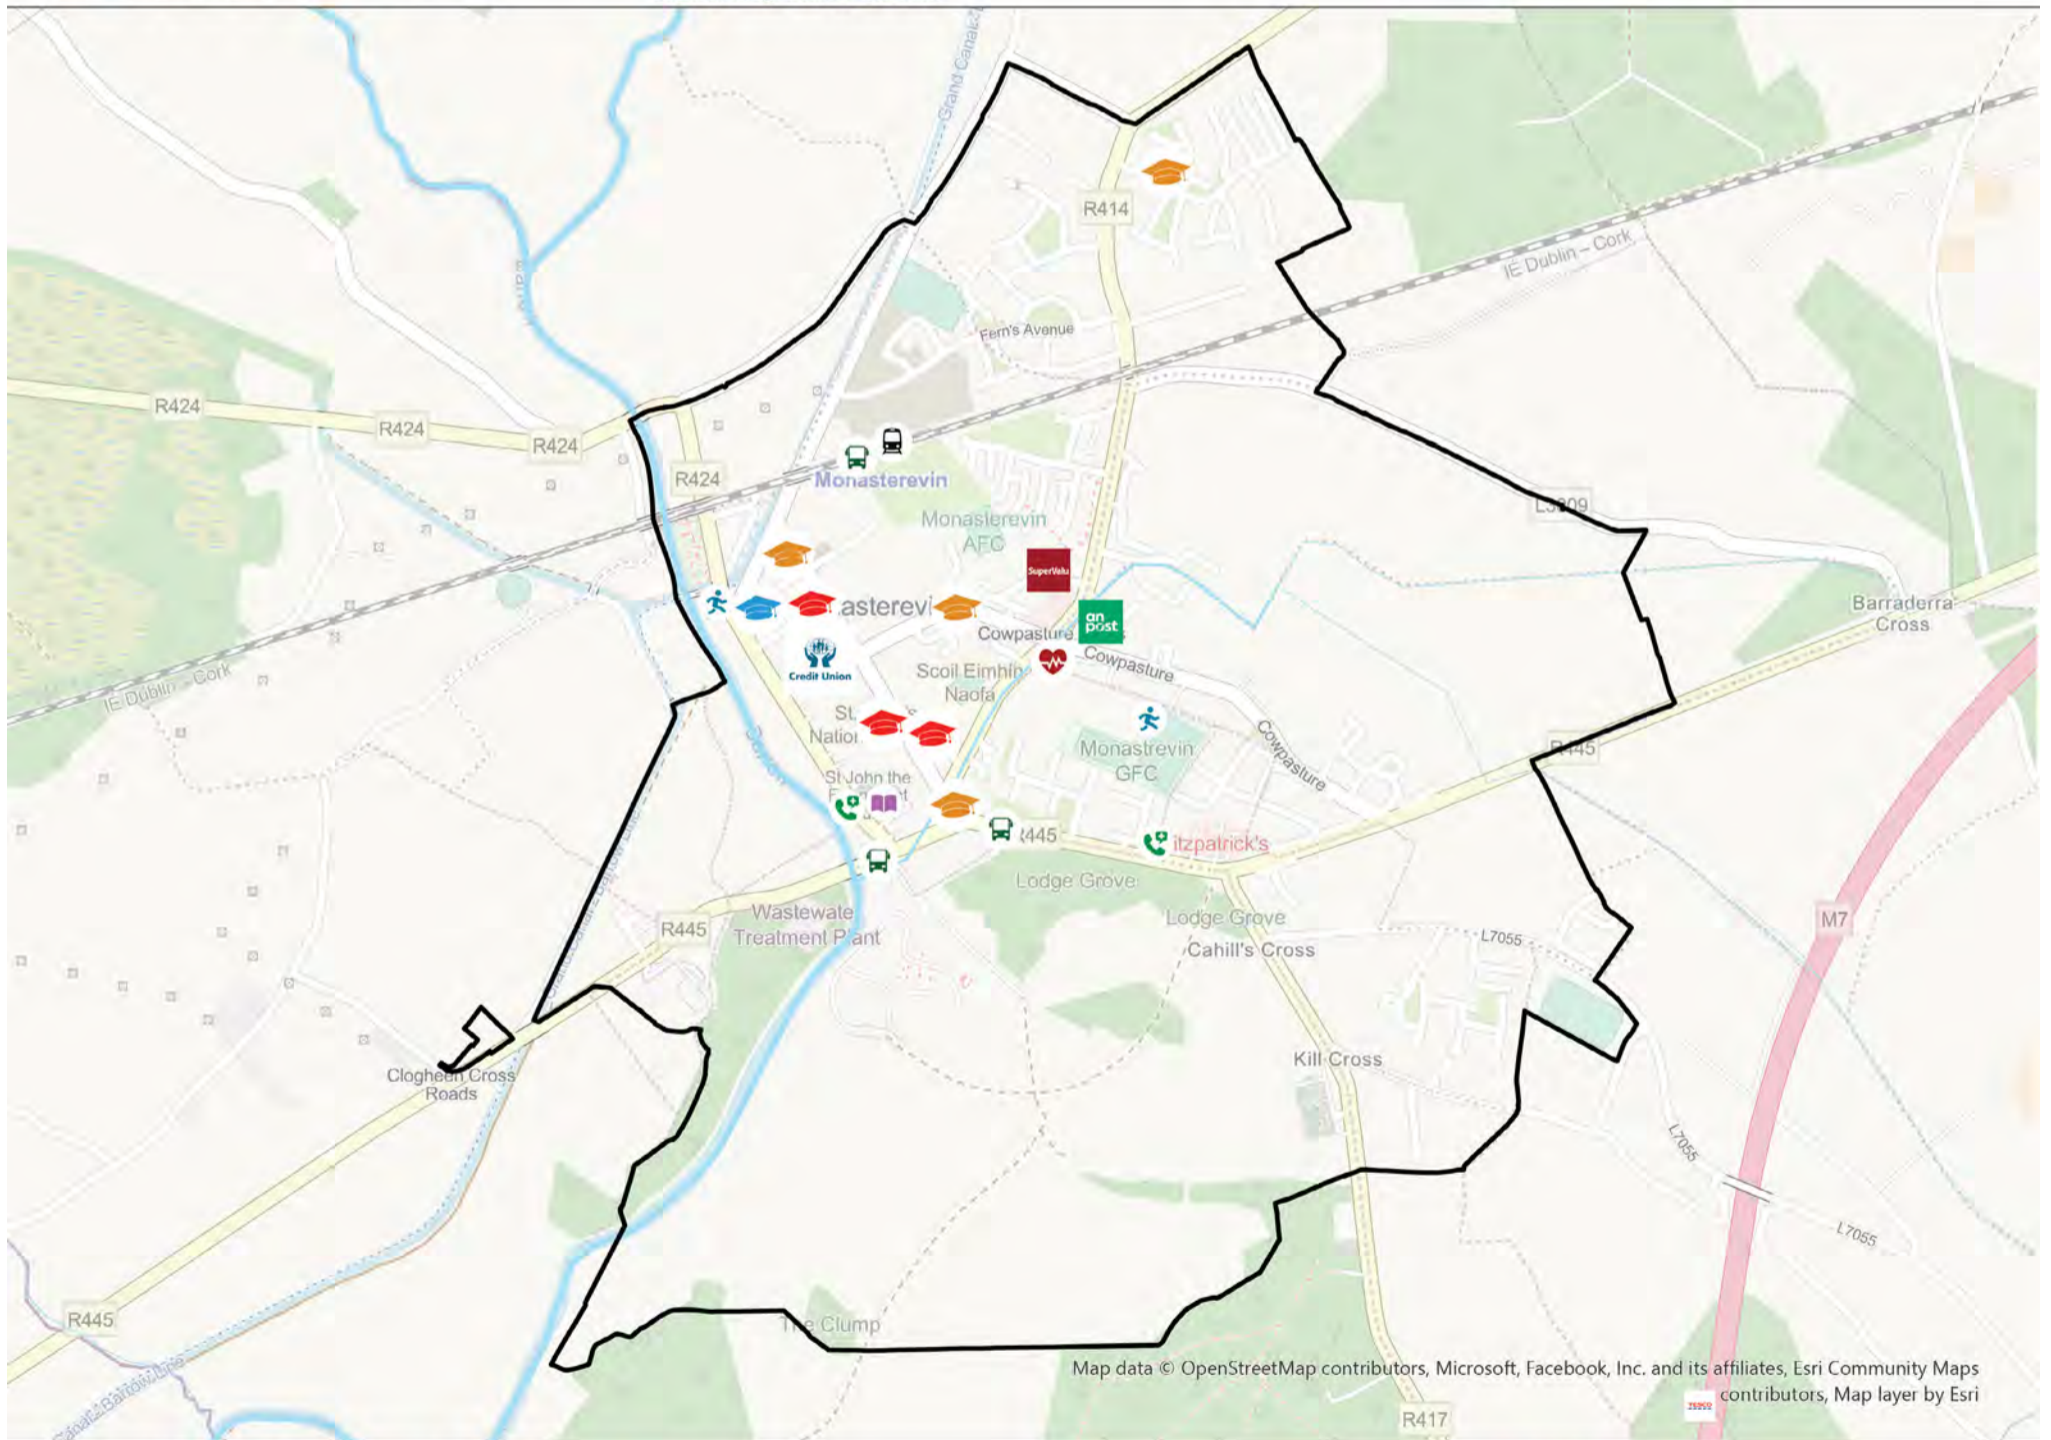 Grand Canal
R414
IE Dublin – Cork
Fern's Avenue
R424
R424
R424
R424
Monasterevin
L3809
Monasterevin
AFC
SuperValu
an
post
Barraderra
Cross
Cowpasture
Cowpasture
Cowpasture
Credit Union
Scoil Eimhin
Naofa
IE Dublin – Cork
St.
Monastrevin
GFC
R445
St John the
R445
itzpatrick's
Lodge Grove
Lodge Grove
Cahill's Cross
L7055
M7
Wastewate
Treatment Plant
R445
Kill Cross
Clogheen Cross
Roads
L7055
L7055
R445
The Clump
Map data © OpenStreetMap contributors, Microsoft, Facebook, Inc. and its affiliates, Esri Community Maps
contributors, Map layer by Esri
TESCO
R417